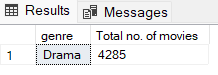 Results Messages
genre Total no. of movies
1 Drama 4285